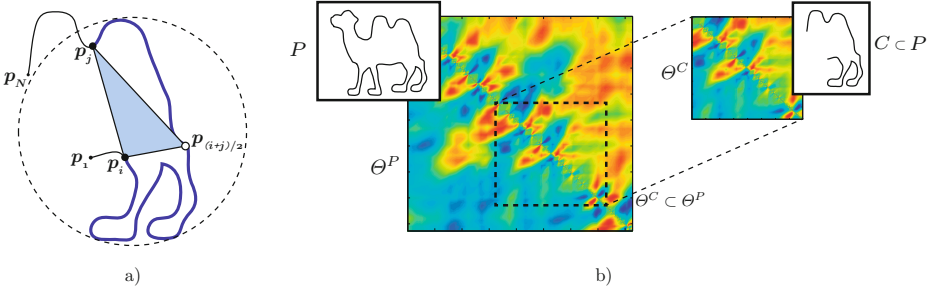 p_j
p_N
p_1
p_i
p_(i+j)/2
a)
P
Θ^P
Θ^C
C ⊂ P
Θ^C ⊂ Θ^P
b)